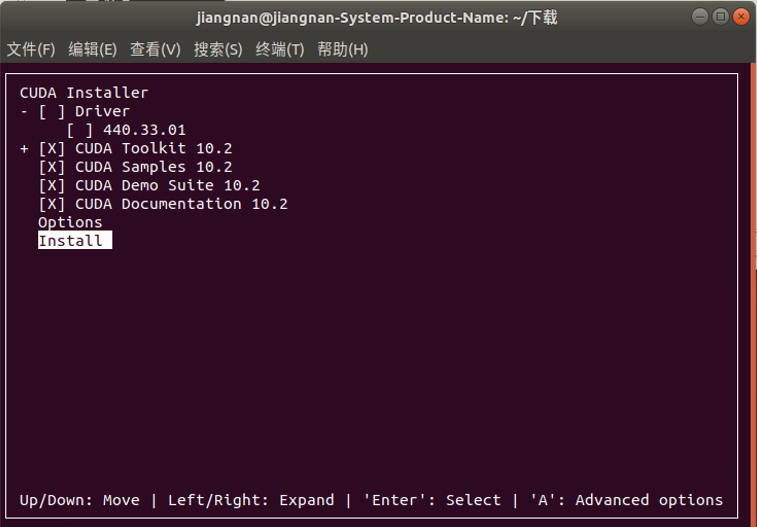 jiangnan@jiangnan-System-Product-Name: ~/下载
文件(F) 编辑(E) 查看(V) 搜索(S) 终端(T) 帮助(H)
CUDA Installer
- [ ] Driver
[ ] 440.33.01
+ [X] CUDA Toolkit 10.2
[X] CUDA Samples 10.2
[X] CUDA Demo Suite 10.2
[X] CUDA Documentation 10.2
Options
Install
Up/Down: Move | Left/Right: Expand | 'Enter': Select | 'A': Advanced options